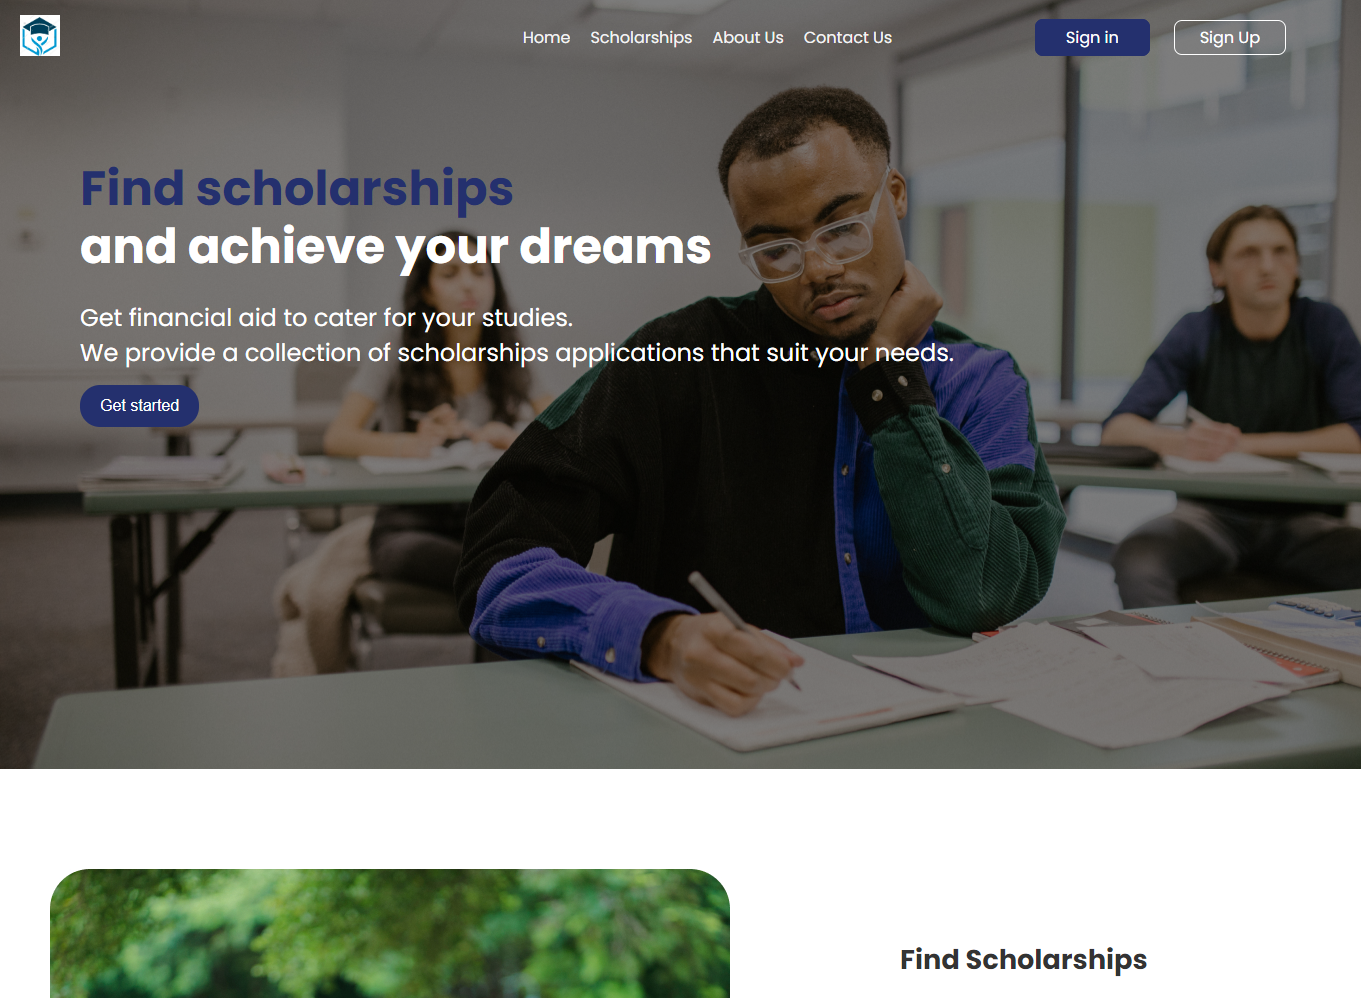 Home Scholarships About Us Contact Us Sign in Sign Up
Find scholarships
and achieve your dreams
Get financial aid to cater for your studies.
We provide a collection of scholarships applications that suit your needs.
Get started
Find Scholarships